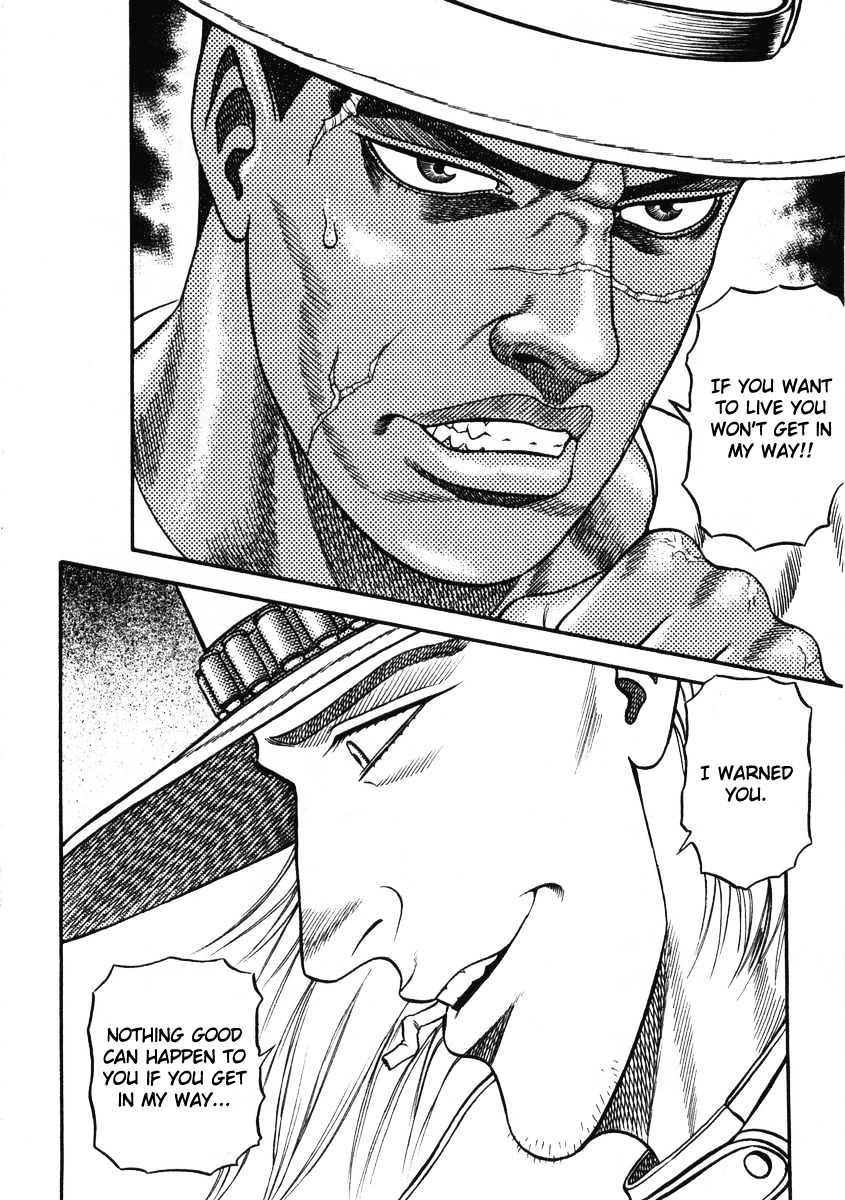 IF YOU WANT
TO LIVE YOU
WON'T GET IN
MY WAY!!
I WARNED
YOU.
NOTHING GOOD
CAN HAPPEN TO
YOU IF YOU GET
IN MY WAY...